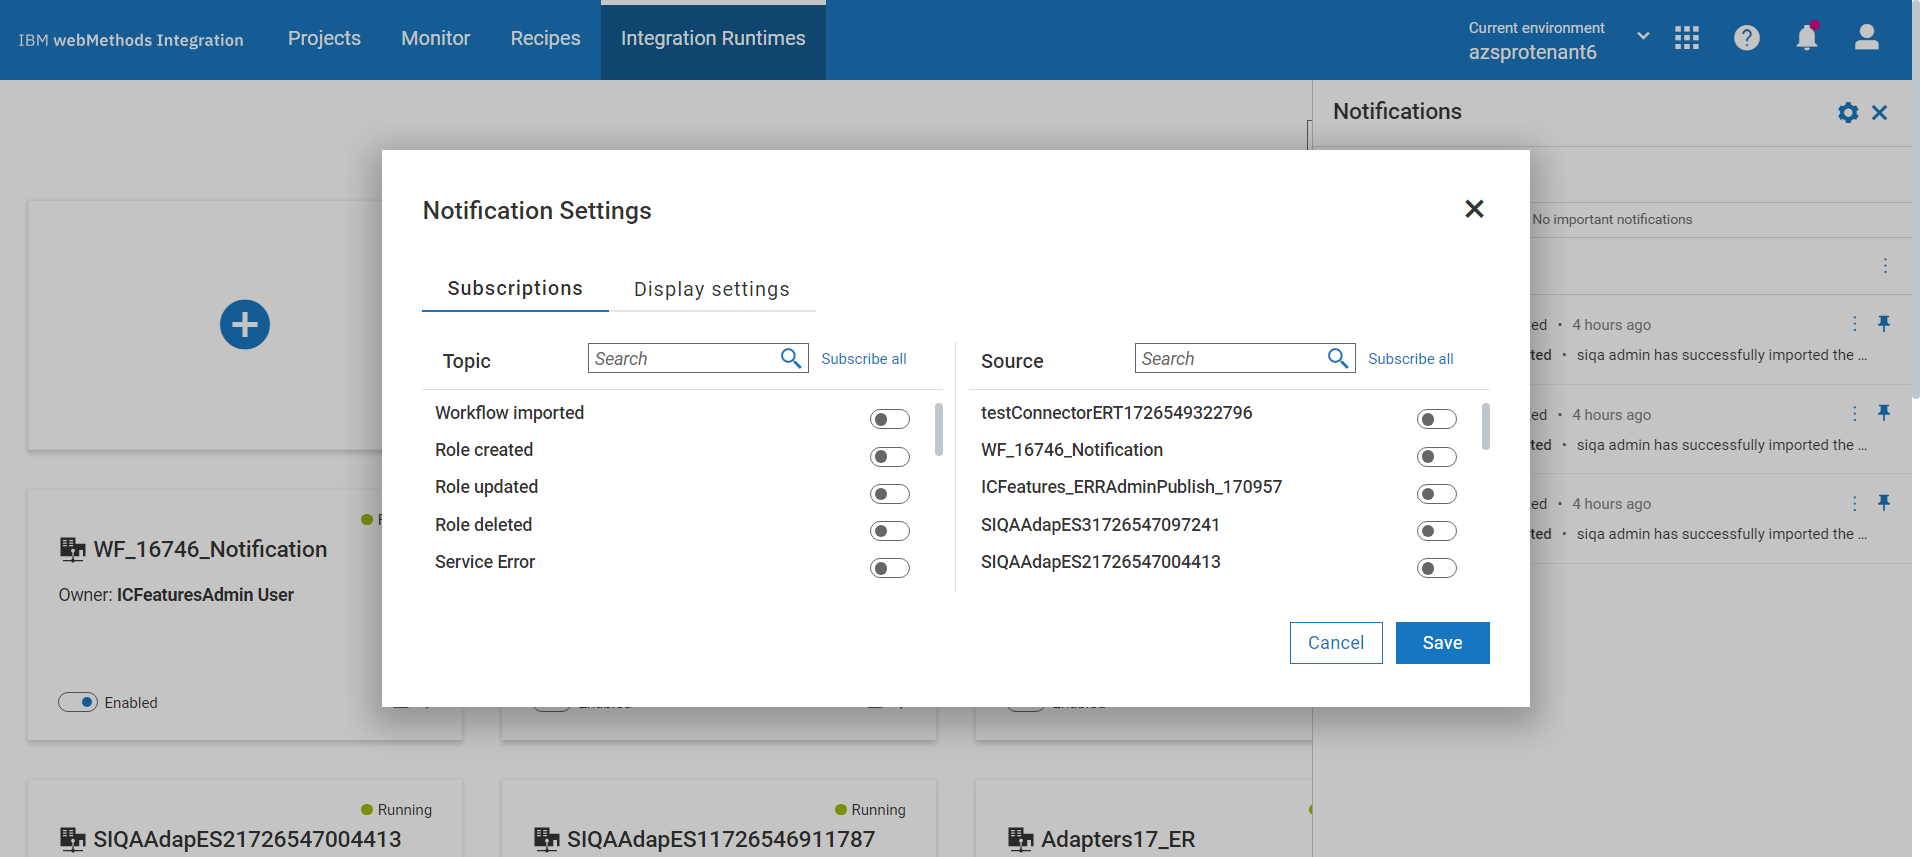 IBM webMethods Integration
Projects
Monitor
Recipes
Integration Runtimes
Current environment
azsprotenant6
Notifications
No important notifications
ed • 4 hours ago
ted • siqa admin has successfully imported the ...
ed • 4 hours ago
ted • siqa admin has successfully imported the ...
ed • 4 hours ago
ted • siqa admin has successfully imported the ...
Notification Settings
Subscriptions
Display settings
Topic
Search
Subscribe all
Workflow imported
Role created
Role updated
Role deleted
Service Error
Source
Search
Subscribe all
testConnectorERT1726549322796
WF_16746_Notification
ICFeatures_ERRAdminPublish_170957
SIQAAdapES31726547097241
SIQAAdapES21726547004413
Cancel
Save
WF_16746_Notification
Owner: ICFeaturesAdmin User
Enabled
Running
SIQAAdapES21726547004413
Running
SIQAAdapES11726546911787
Adapters17_ER